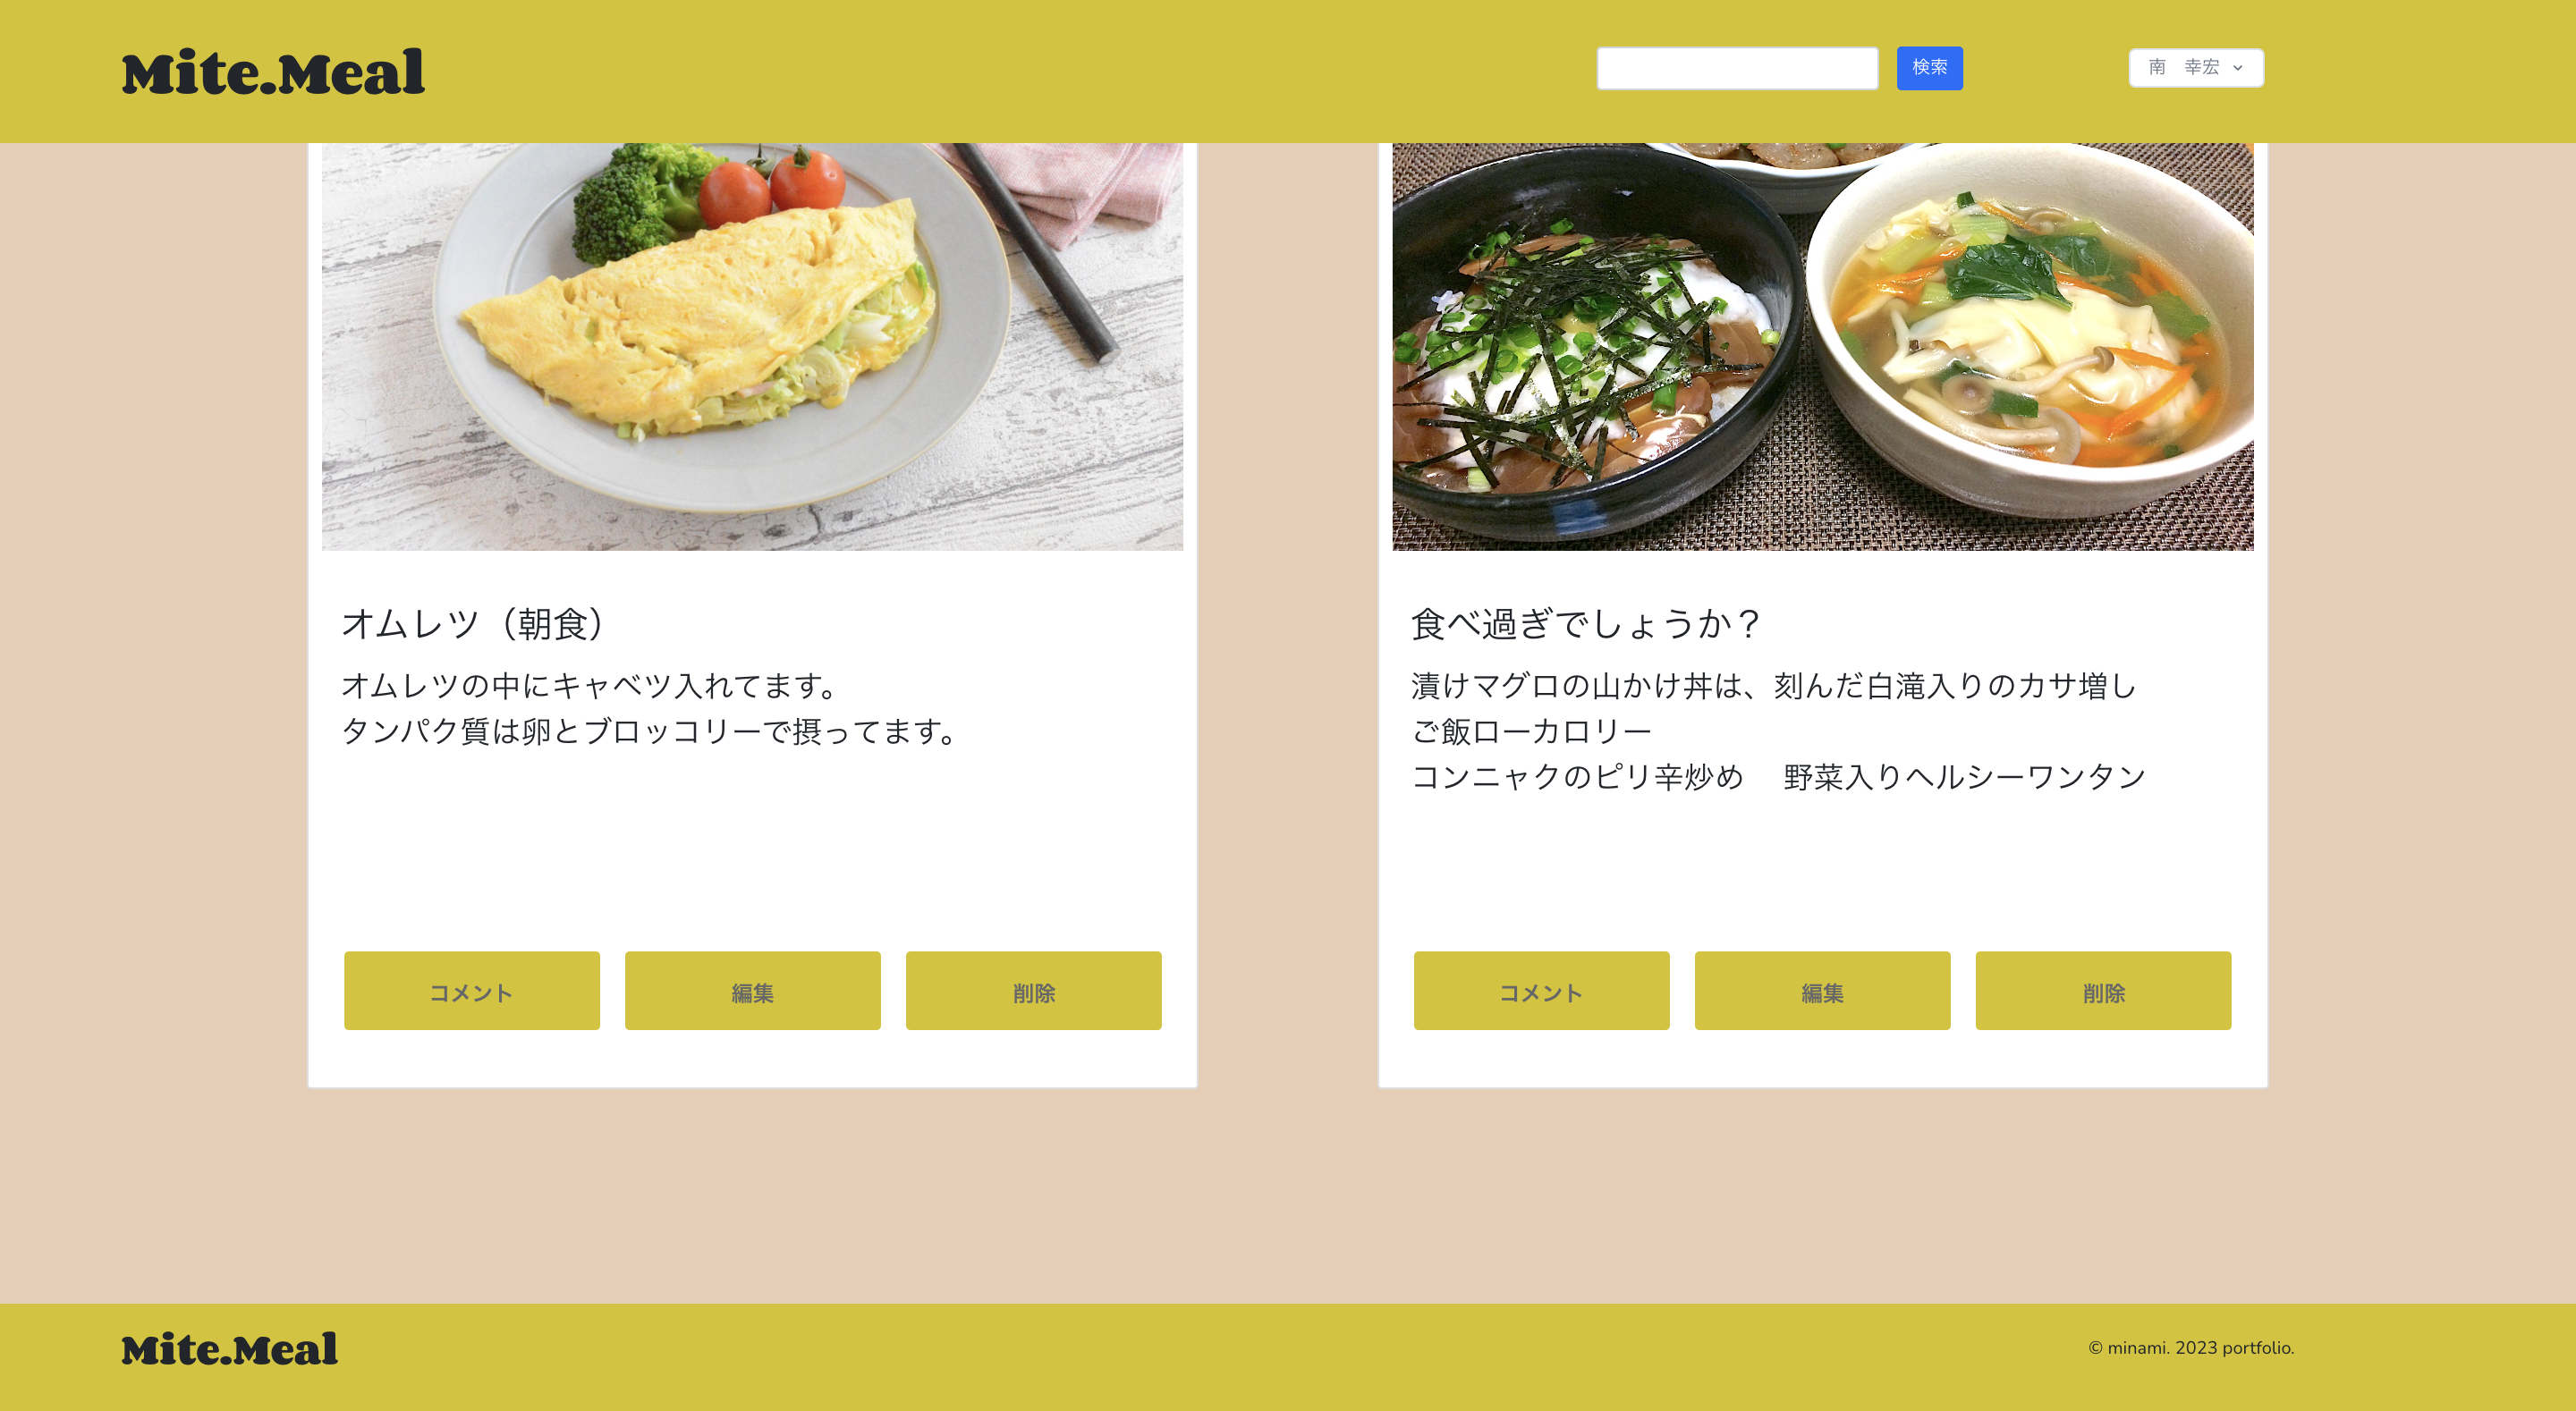 Mite.Meal
検索
南　幸宏
オムレツ（朝食）
オムレツの中にキャベツ入れてます。
タンパク質は卵とブロッコリーで摂ってます。
コメント
編集
削除
食べ過ぎでしょうか？
漬けマグロの山かけ丼は、刻んだ白滝入りのカサ増し
ご飯ローカロリー
コンニャクのピリ辛炒め　 野菜入りヘルシーワンタン
コメント
編集
削除
Mite.Meal
© minami. 2023 portfolio.